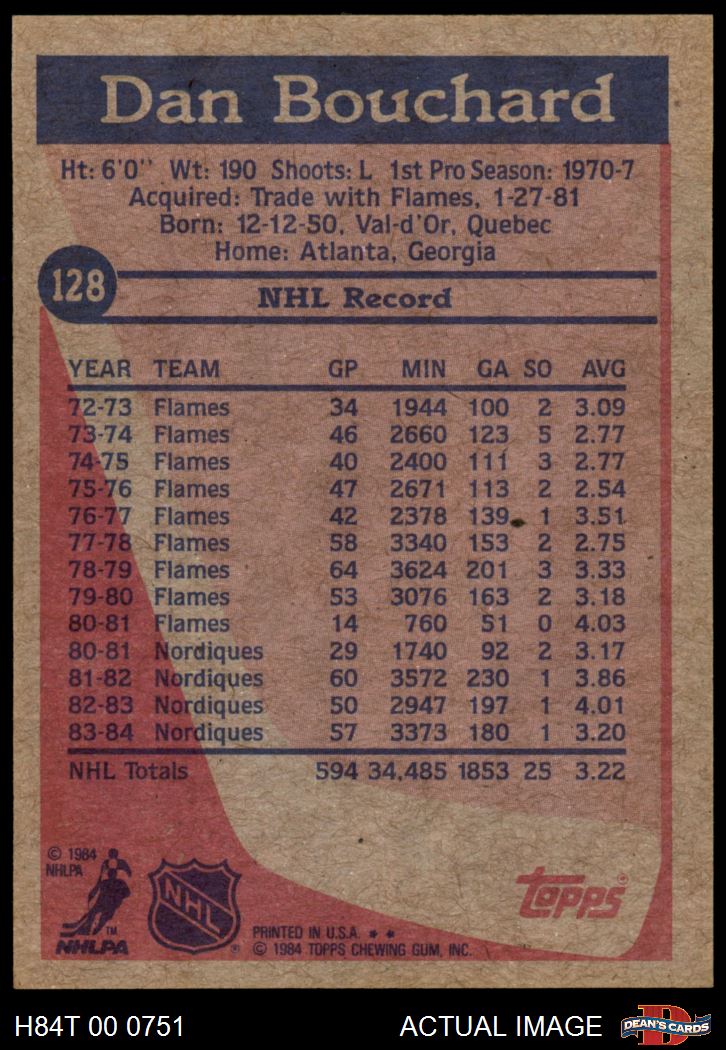 Dan Bouchard
Ht: 6'0'' Wt: 190 Shoots: L 1st Pro Season: 1970-7
Acquired: Trade with Flames, 1-27-81
Born: 12-12-50, Val-d'Or, Quebec
Home: Atlanta, Georgia
128
NHL Record
YEAR TEAM GP MIN GA SO AVG
72-73 Flames 34 1944 100 2 3.09
73-74 Flames 46 2660 123 5 2.77
74-75 Flames 40 2400 111 3 2.77
75-76 Flames 47 2671 113 2 2.54
76-77 Flames 42 2378 139 1 3.51
77-78 Flames 58 3340 153 2 2.75
78-79 Flames 64 3624 201 3 3.33
79-80 Flames 53 3076 163 2 3.18
80-81 Flames 14 760 51 0 4.03
80-81 Nordiques 29 1740 92 2 3.17
81-82 Nordiques 60 3572 230 1 3.86
82-83 Nordiques 50 2947 197 1 4.01
83-84 Nordiques 57 3373 180 1 3.20
NHL Totals 594 34,485 1853 25 3.22
© 1984
NHLPA
TM
NHLPA
NHL
®
topps®
PRINTED IN U.S.A. * *
© 1984 TOPPS CHEWING GUM, INC.
H84T 00 0751 ACTUAL IMAGE
D
DEAN'S CARDS